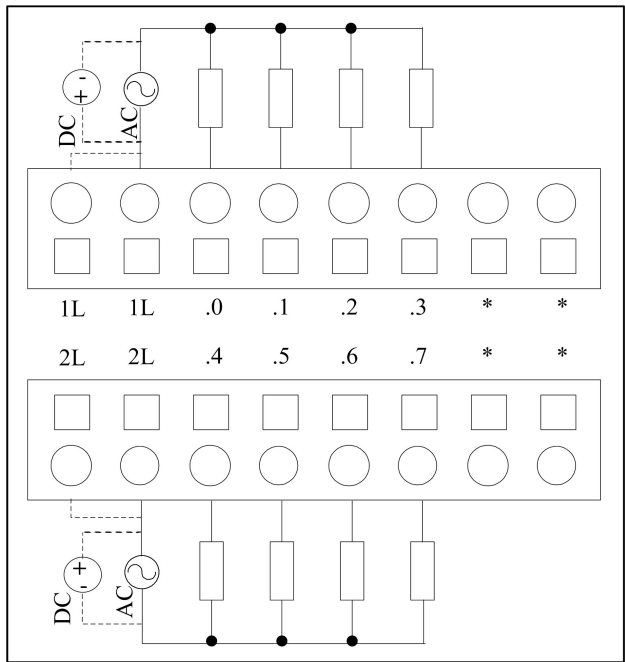 - +
DC
AC
1L 1L .0 .1 .2 .3 * *
2L 2L .4 .5 .6 .7 * *
+ -
DC
AC